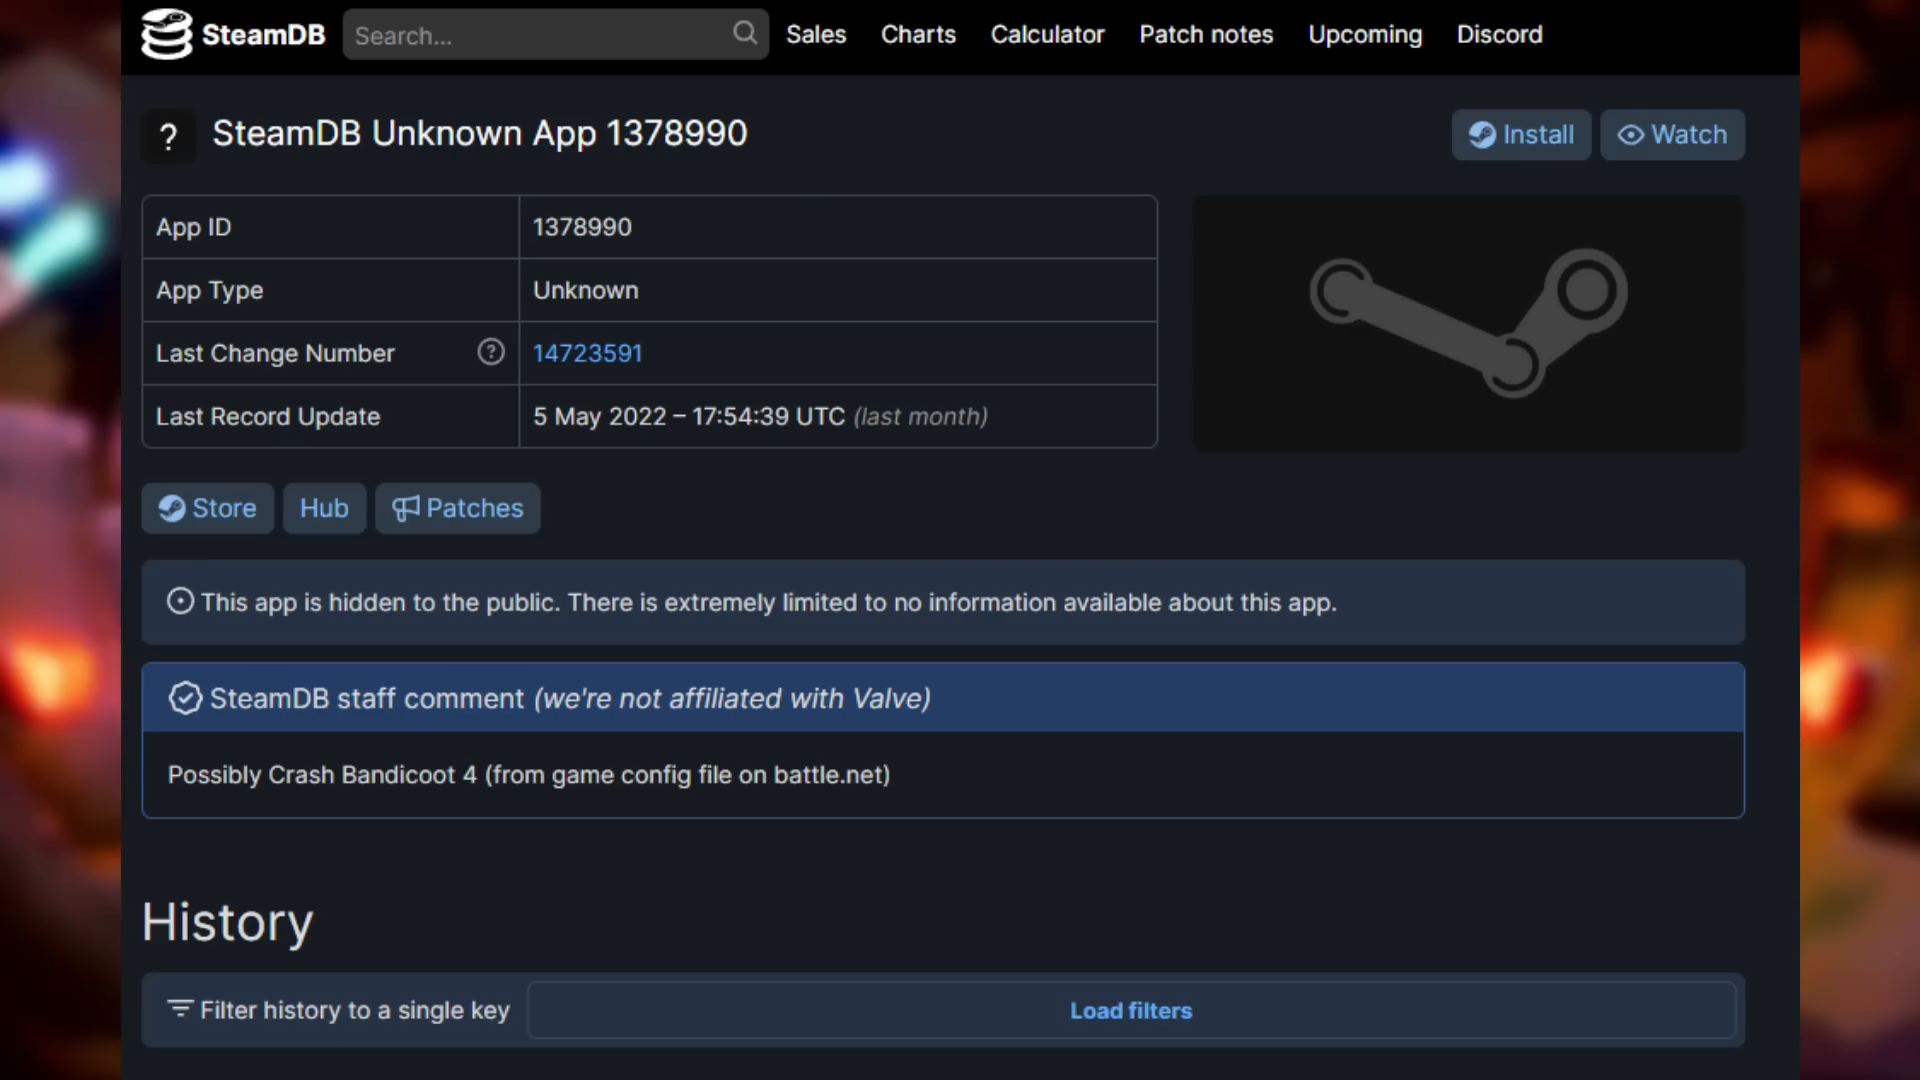 SteamDB Search... Sales Charts Calculator Patch notes Upcoming Discord
? SteamDB Unknown App 1378990 Install Watch
App ID 1378990
App Type Unknown
Last Change Number ? 14723591
Last Record Update 5 May 2022 – 17:54:39 UTC (last month)
Store Hub Patches
This app is hidden to the public. There is extremely limited to no information available about this app.
SteamDB staff comment (we're not affiliated with Valve)
Possibly Crash Bandicoot 4 (from game config file on battle.net)
History
Filter history to a single key Load filters